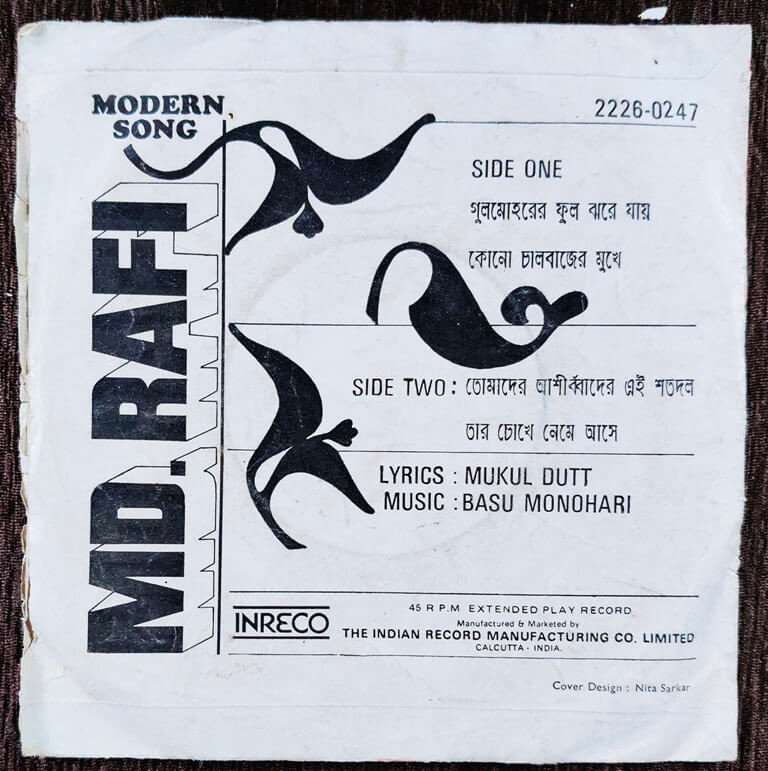 MODERN
SONG
MD. RAFI
2226-0247
SIDE ONE
গুলমোহরের ফুল ঝরে যায়
কোনো চালবাজের মুখে
SIDE TWO : তোমাদের আশীর্ব্বাদের এই শতদল
তার চোখে নেমে আসে
LYRICS : MUKUL DUTT
MUSIC : BASU MONOHARI
INRECO
45 R P.M EXTENDED PLAY RECORD
Manufactured & Marketed by
THE INDIAN RECORD MANUFACTURING CO. LIMITED
CALCUTTA - INDIA.
Cover Design : Nita Sarkar